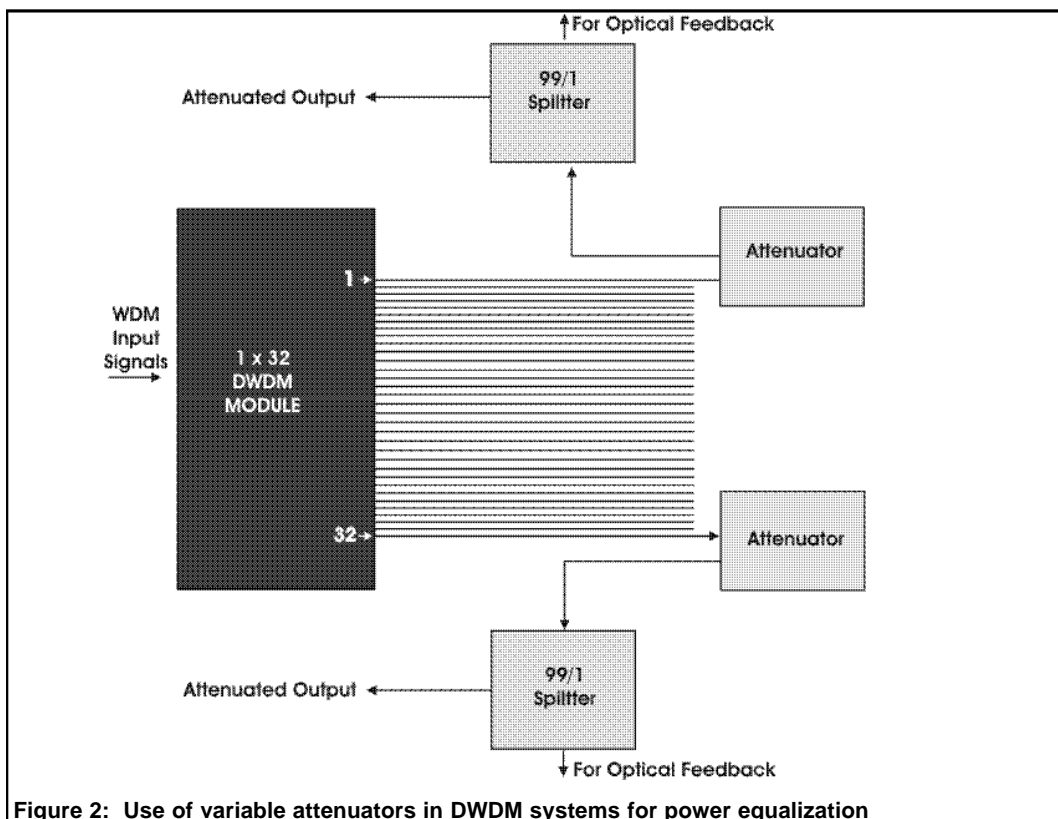 For Optical Feedback
99/1
Splitter
Attenuated Output
Attenuator
1
WDM
Input
Signals
1 x 32
DWDM
MODULE
32
Attenuator
99/1
Splitter
Attenuated Output
For Optical Feedback
Figure 2: Use of variable attenuators in DWDM systems for power equalization